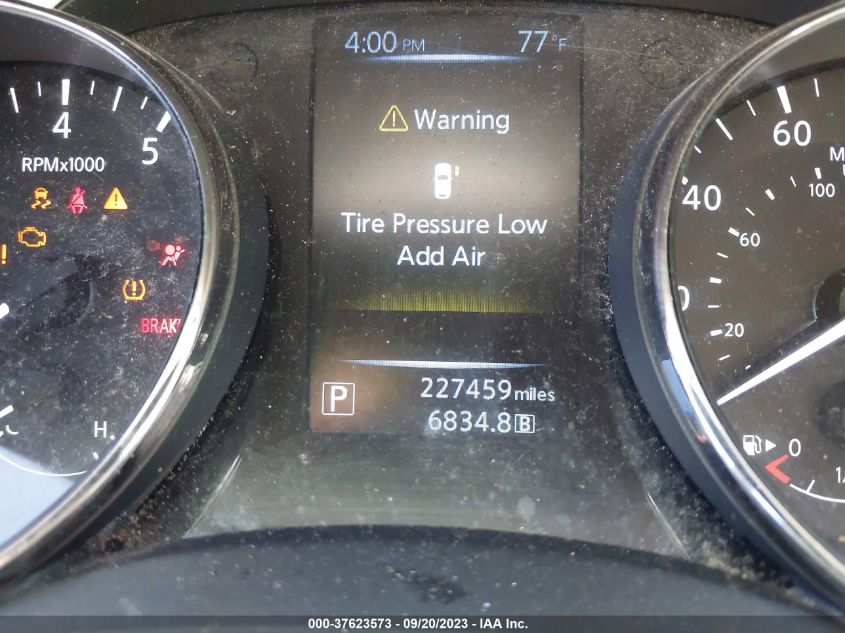 4:00 PM 77°F
Warning
Tire Pressure Low
Add Air
P
227459 miles
6834.8 B
4
5
RPMx1000
BRAK
H
60
40
100
60
20
0
000-37623573 - 09/20/2023 - IAA Inc.